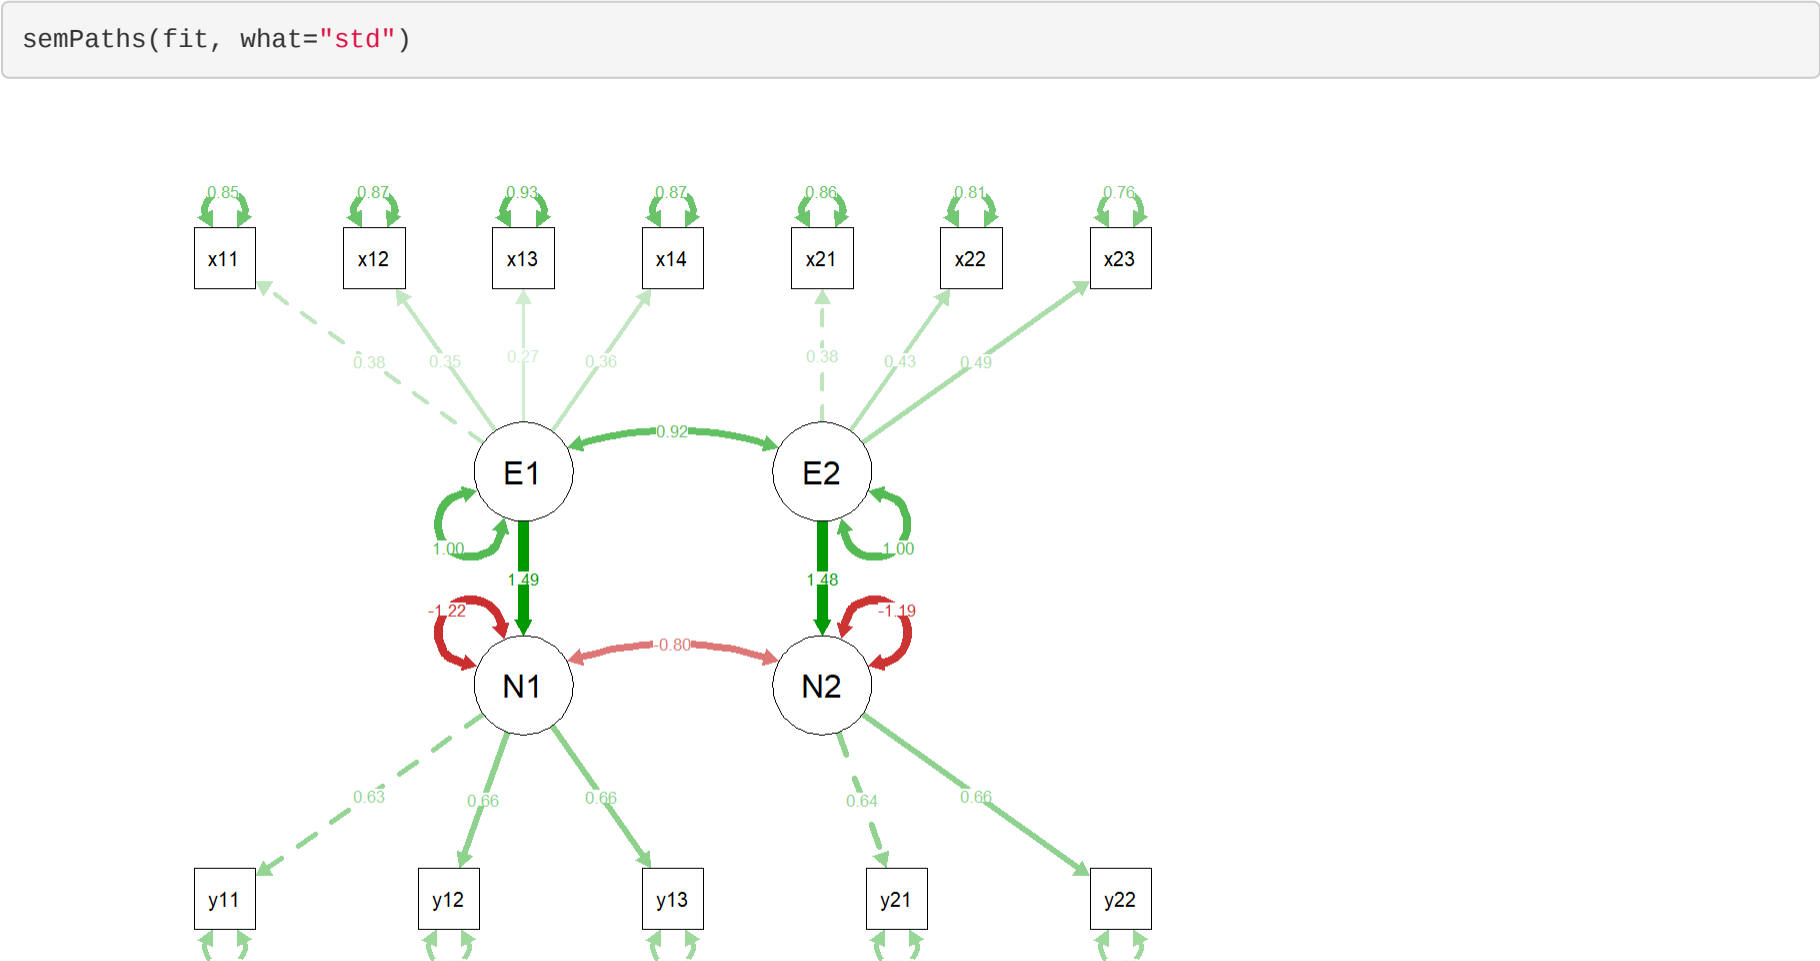 semPaths(fit, what="std")
0.85 0.87 0.93 0.87 0.86 0.81 0.76
x11 x12 x13 x14 x21 x22 x23
0.38 0.35 0.27 0.36 0.38 0.43 0.49
0.92
E1 E2
1.00 1.00
1.49 1.48
-1.22 -1.19
-0.80
N1 N2
0.63 0.66 0.66 0.64 0.66
y11 y12 y13 y21 y22